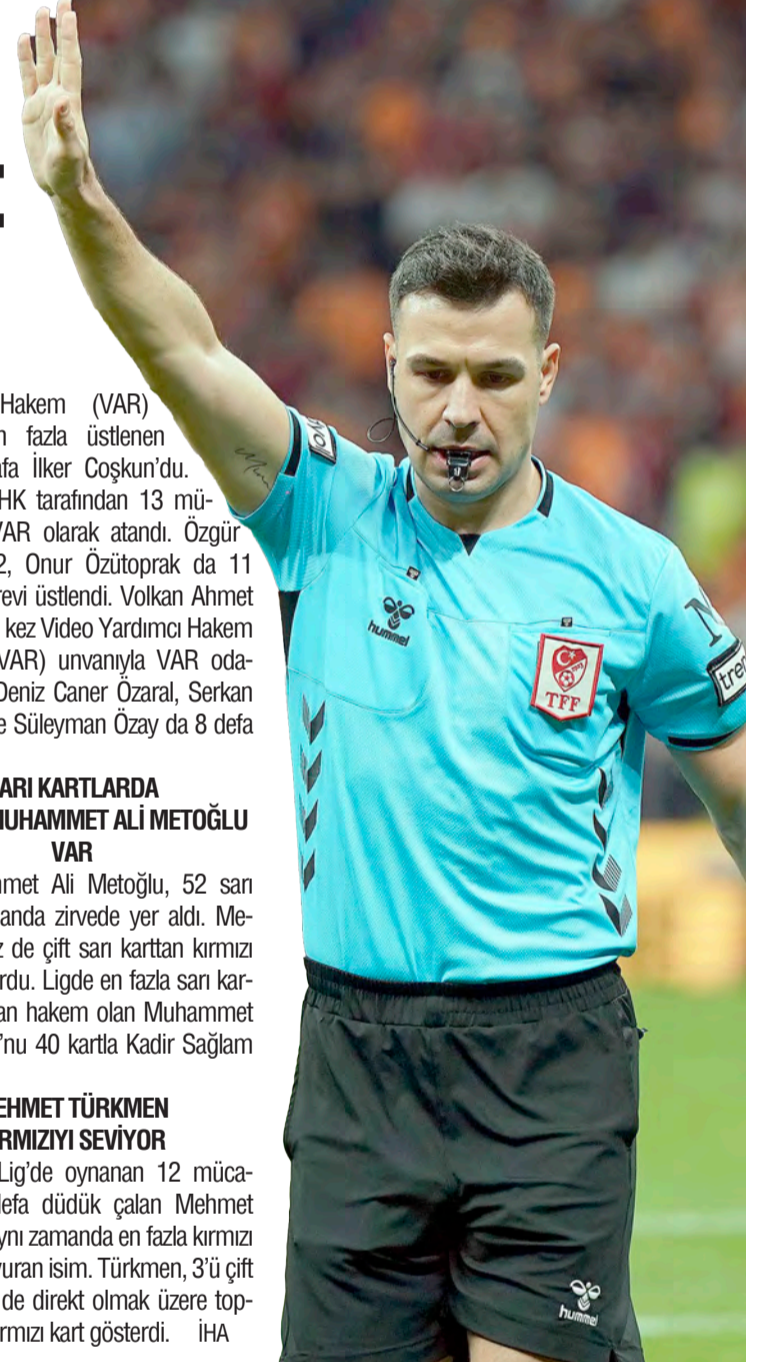 Hakem (VAR)
fazla üstlenen
İlker Coşkun'du.
HK tarafından 13 mü-
VAR olarak atandı. Özgür
2, Onur Özütoprak da 11
revi üstlendi. Volkan Ahmet
kez Video Yardımcı Hakem
VAR) unvanıyla VAR oda-
Deniz Caner Özaral, Serkan
e Süleyman Özay da 8 defa
ARI KARTLARDA
MUHAMMET ALİ METOĞLU
VAR
met Ali Metoğlu, 52 sarı
anda zirvede yer aldı. Me-
z de çift sarı karttan kırmızı
rdu. Ligde en fazla sarı kar-
an hakem olan Muhammet
'nu 40 kartla Kadir Sağlam
EHMET TÜRKMEN
RMIZIYI SEVİYOR
Lig'de oynanan 12 müca-
defa düdük çalan Mehmet
aynı zamanda en fazla kırmızı
vuran isim. Türkmen, 3'ü çift
de direkt olmak üzere top-
rmızı kart gösterdi. İHA
hummel
TFF
tren
hummel